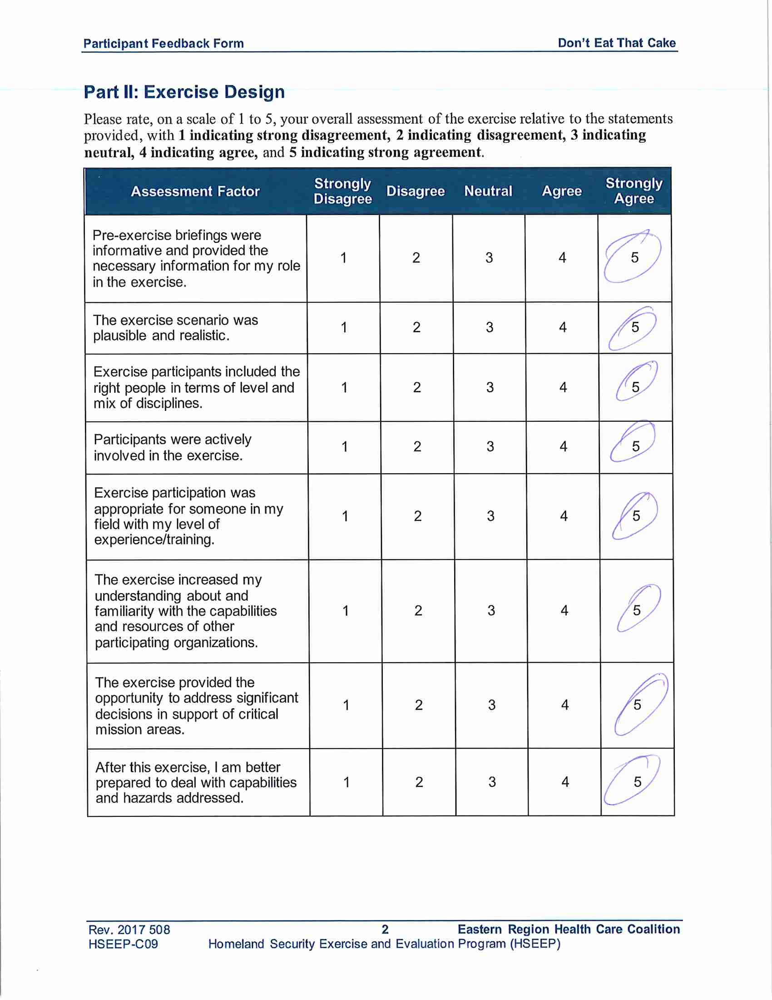 Participant Feedback Form Don't Eat That Cake
Part II: Exercise Design
Please rate, on a scale of 1 to 5, your overall assessment of the exercise relative to the statements
provided, with 1 indicating strong disagreement, 2 indicating disagreement, 3 indicating
neutral, 4 indicating agree, and 5 indicating strong agreement.
Assessment Factor Strongly Disagree Disagree Neutral Agree Strongly Agree
Pre-exercise briefings were
informative and provided the
necessary information for my role
in the exercise.
1 2 3 4 5
The exercise scenario was
plausible and realistic.
1 2 3 4 5
Exercise participants included the
right people in terms of level and
mix of disciplines.
1 2 3 4 5
Participants were actively
involved in the exercise.
1 2 3 4 5
Exercise participation was
appropriate for someone in my
field with my level of
experience/training.
1 2 3 4 5
The exercise increased my
understanding about and
familiarity with the capabilities
and resources of other
participating organizations.
1 2 3 4 5
The exercise provided the
opportunity to address significant
decisions in support of critical
mission areas.
1 2 3 4 5
After this exercise, I am better
prepared to deal with capabilities
and hazards addressed.
1 2 3 4 5
Rev. 2017 508 2 Eastern Region Health Care Coalition
HSEEP-C09 Homeland Security Exercise and Evaluation Program (HSEEP)